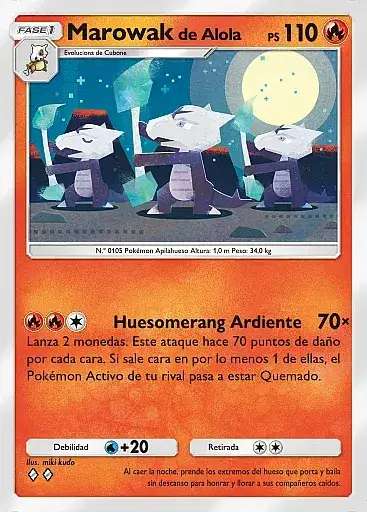 FASE 1
Marowak de Alola PS 110
Evoluciona de Cubone
N.º 0105 Pokémon Apilahueso Altura: 1,0 m Peso: 34.0 kg
Huesomerang Ardiente 70×
Lanza 2 monedas. Este ataque hace 70 puntos de daño
por cada cara. Si sale cara en por lo menos 1 de ellas, el
Pokémon Activo de tu rival pasa a estar Quemado.
Debilidad +20 Retirada
Ilus. miki kudo
Al caer la noche, prende los extremos del hueso que porta y baila
sin descanso para honrar y llorar a sus compañeros caídos.